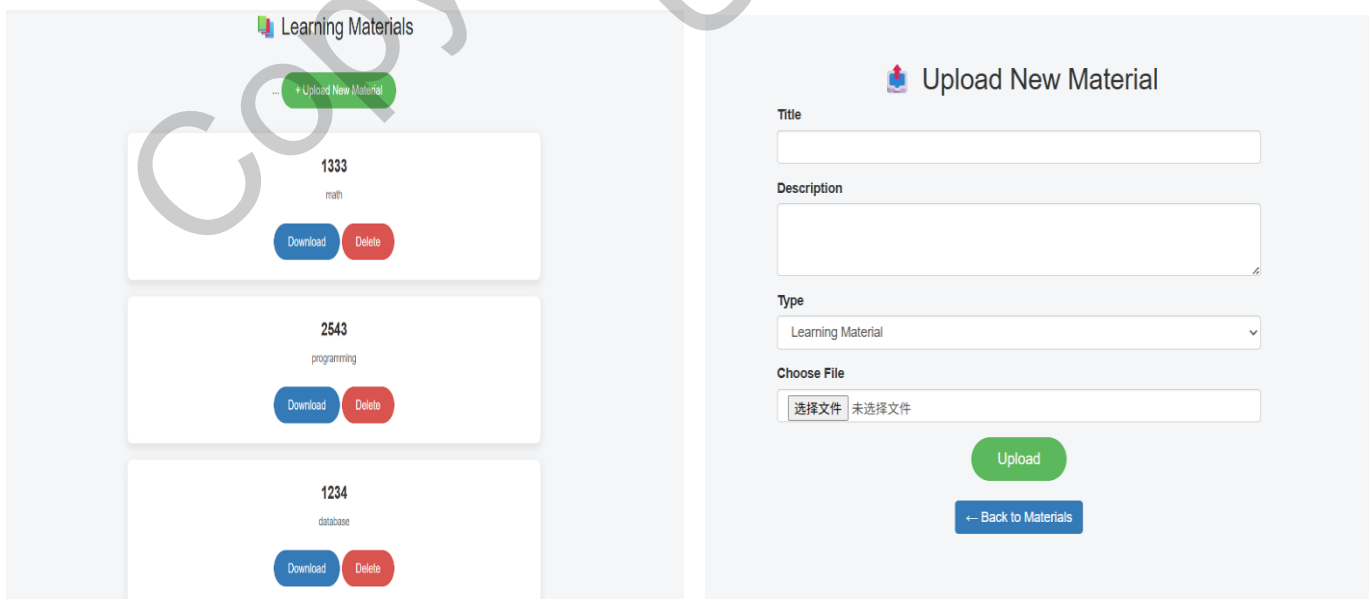 Learning Materials
... + Upload New Material
1333
math
Download Delete
2543
programming
Download Delete
1234
database
Download Delete
Upload New Material
Title
Description
Type
Learning Material
Choose File
选择文件 未选择文件
Upload
← Back to Materials
Copy